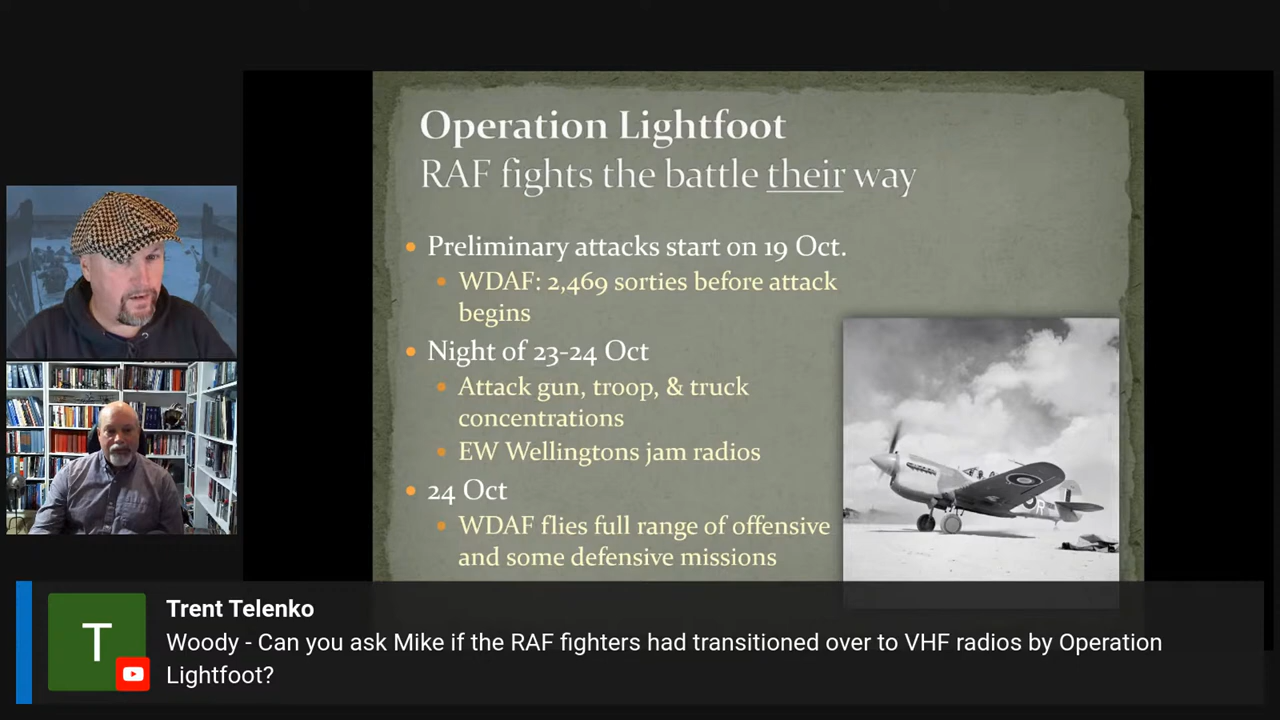 Operation Lightfoot
RAF fights the battle their way
• Preliminary attacks start on 19 Oct.
• WDAF: 2,469 sorties before attack
begins
• Night of 23-24 Oct
• Attack gun, troop, & truck
concentrations
• EW Wellingtons jam radios
• 24 Oct
• WDAF flies full range of offensive
and some defensive missions
T
Trent Telenko
Woody - Can you ask Mike if the RAF fighters had transitioned over to VHF radios by Operation
Lightfoot?